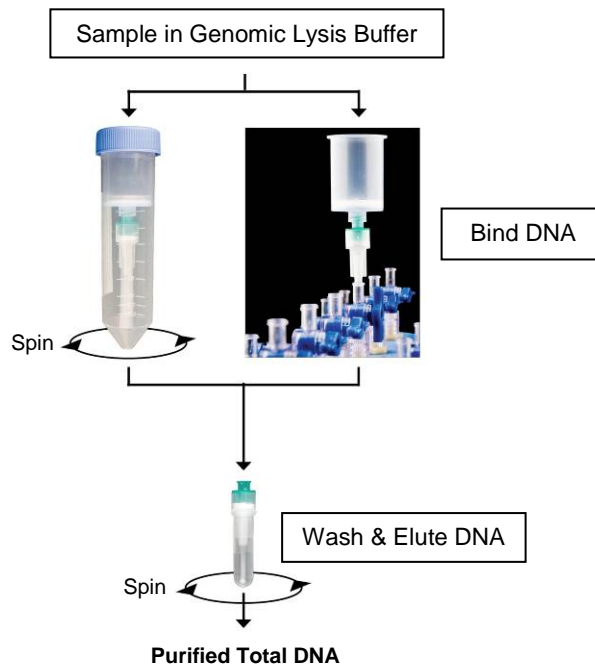 Sample in Genomic Lysis Buffer
Bind DNA
Spin
Wash & Elute DNA
Spin
Purified Total DNA